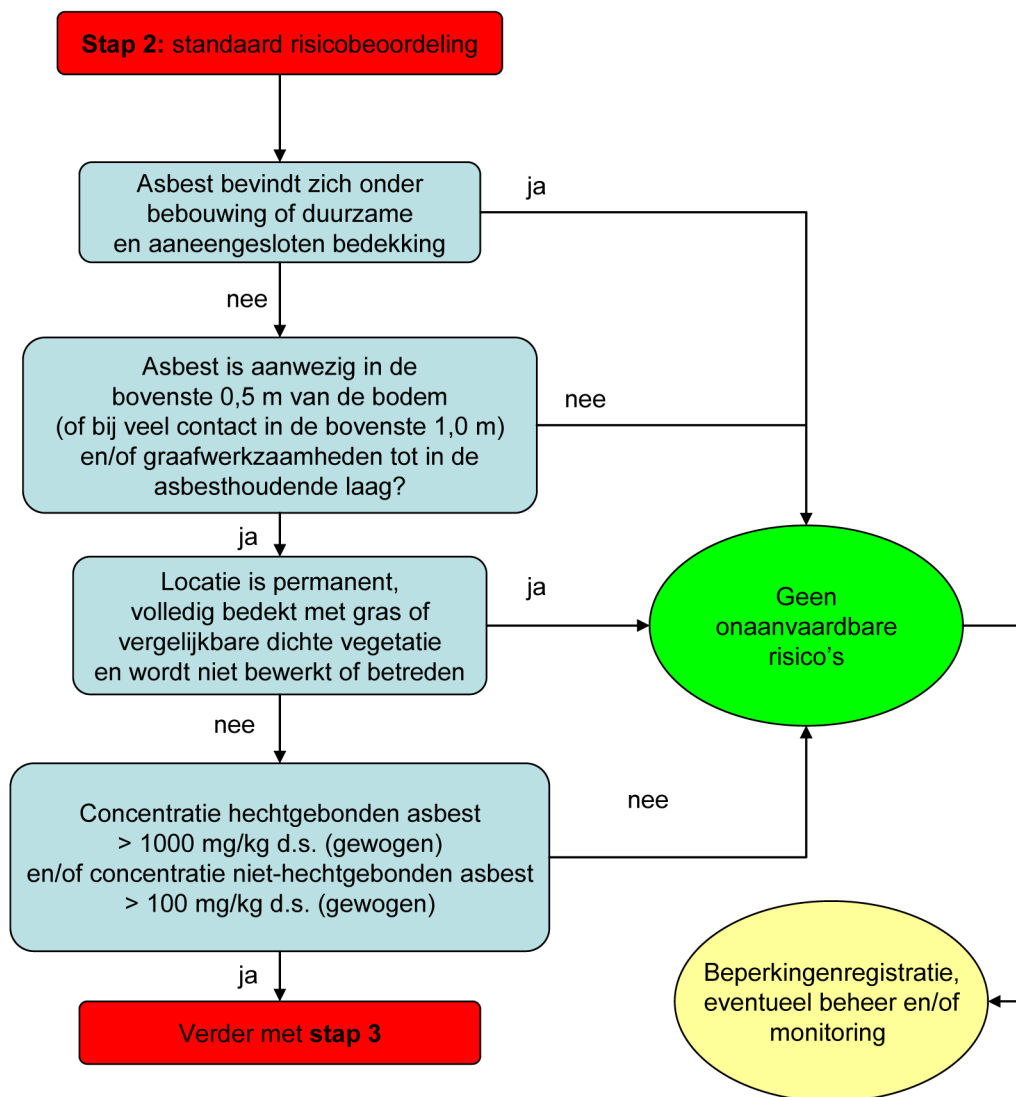 Stap 2: standaard risicobeoordeling
Asbest bevindt zich onder
bebouwing of duurzame
en aaneengesloten bedekking
ja
nee
Asbest is aanwezig in de
bovenste 0,5 m van de bodem
(of bij veel contact in de bovenste 1,0 m)
en/of graafwerkzaamheden tot in de
asbesthoudende laag?
nee
ja
Locatie is permanent,
volledig bedekt met gras of
vergelijkbare dichte vegetatie
en wordt niet bewerkt of betreden
ja
Geen
onaanvaardbare
risico's
nee
Concentratie hechtgebonden asbest
> 1000 mg/kg d.s. (gewogen)
en/of concentratie niet-hechtgebonden asbest
> 100 mg/kg d.s. (gewogen)
nee
ja
Verder met stap 3
Beperkingenregistratie,
eventueel beheer en/of
monitoring